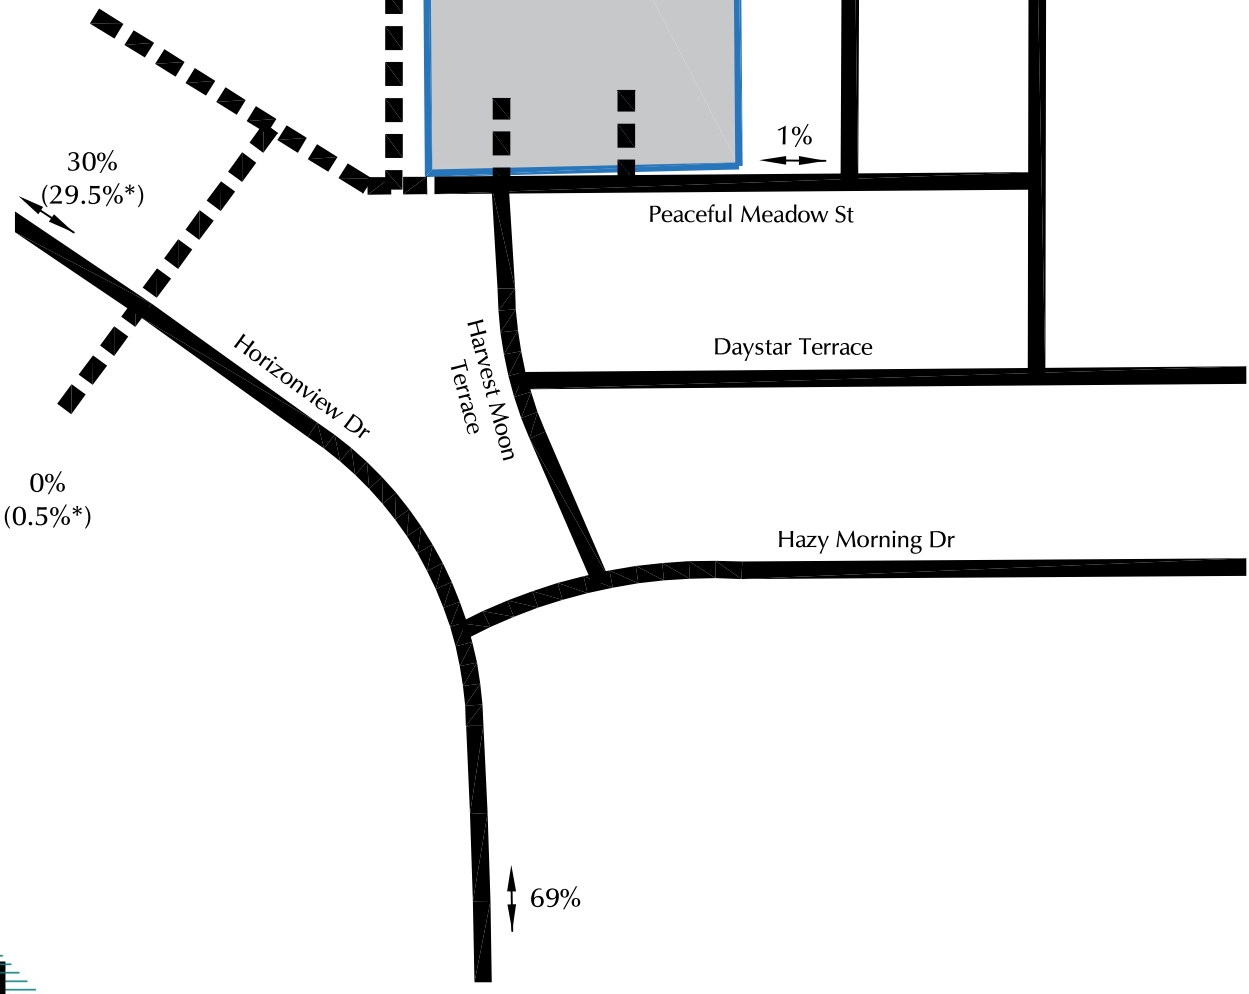 1%
30%
(29.5%*)
Peaceful Meadow St
Harvest Moon
Terrace
Horizonview Dr
Daystar Terrace
0%
(0.5%*)
Hazy Morning Dr
69%